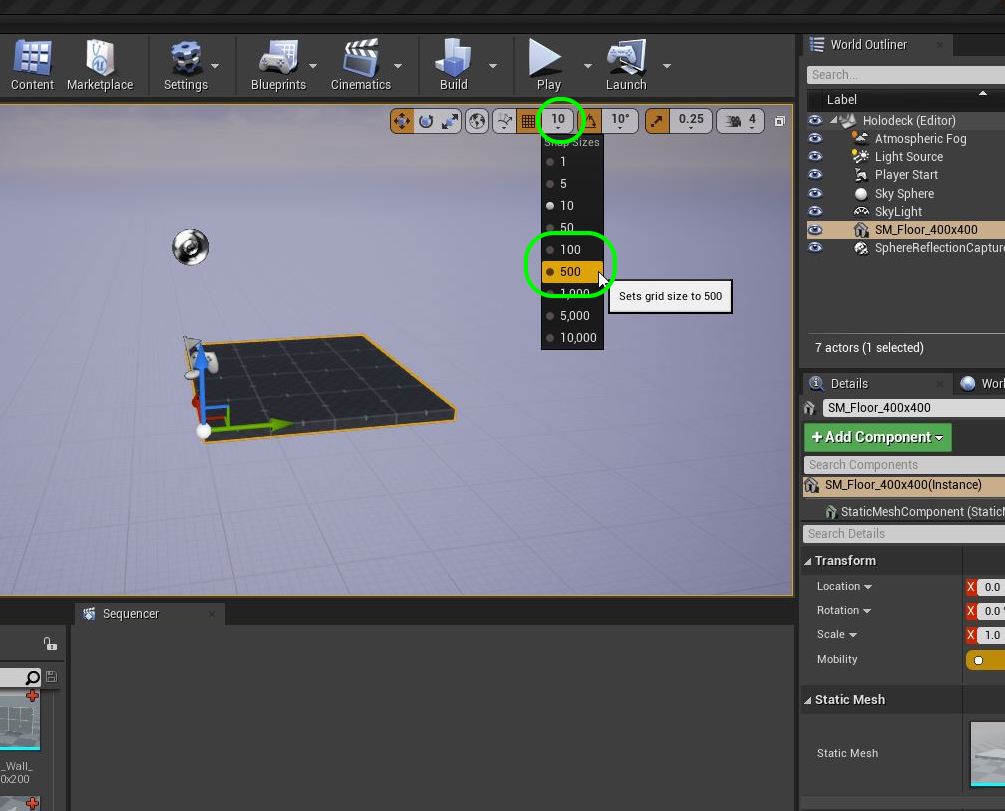 Content
Marketplace
Settings
Blueprints
Cinematics
Build
Play
Launch
10
10°
0.25
4
Snap Sizes
1
5
10
50
100
500
1,000
5,000
10,000
Sets grid size to 500
World Outliner
Search...
Label
Holodeck (Editor)
Atmospheric Fog
Light Source
Player Start
Sky Sphere
SkyLight
SM_Floor_400x400
SphereReflectionCapture
7 actors (1 selected)
Details
Worl
SM_Floor_400x400
+Add Component
Search Components
SM_Floor_400x400(Instance)
StaticMeshComponent (StaticM
Search Details
Transform
Location
X 0.0
Rotation
X 0.0 °
Scale
X 1.0
Mobility
Static Mesh
Static Mesh
Sequencer
_Wall_
0x200